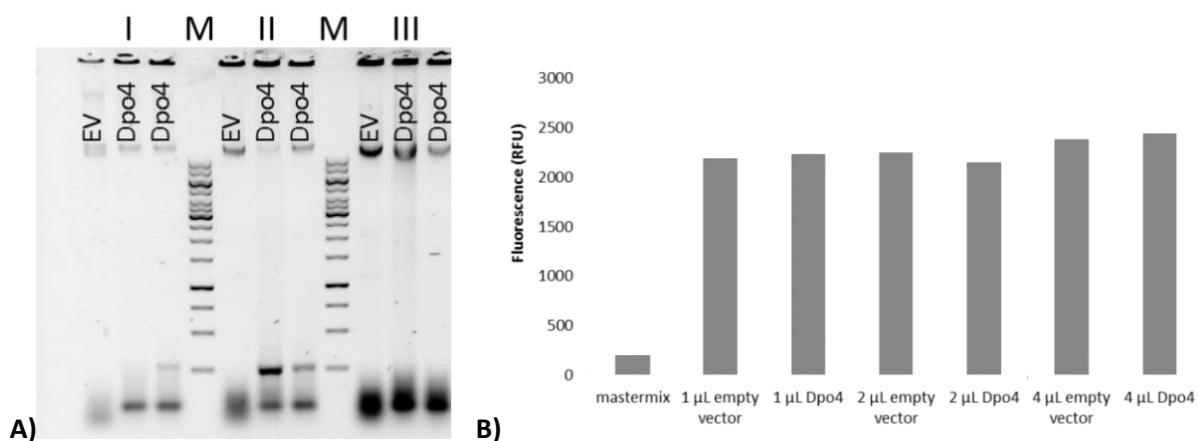 I M II M III
EV Dpo4 Dpo4 EV Dpo4 Dpo4 EV Dpo4 Dpo4
A)
Fluorescence (RFU)
3000
2500
2000
1500
1000
500
0
mastermix 1 µL empty vector 1 µL Dpo4 2 µL empty vector 2 µL Dpo4 4 µL empty vector 4 µL Dpo4
B)